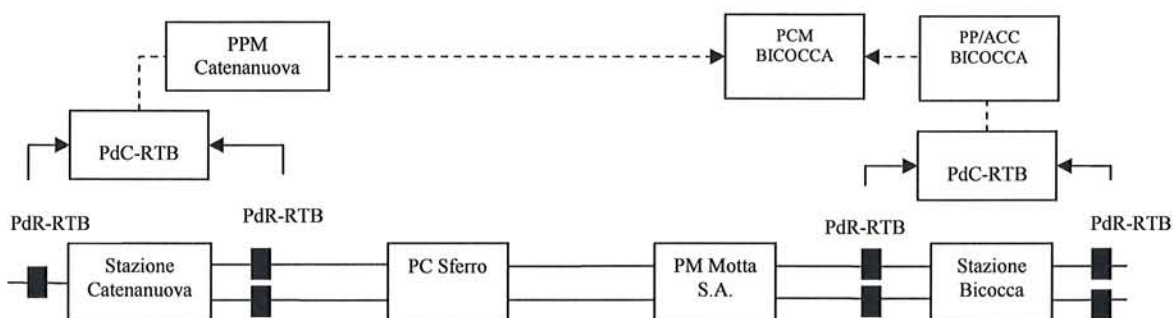 PPM
Catenanuova
PCM
BICOCCA
PP/ACC
BICOCCA
PdC-RTB
PdC-RTB
PdR-RTB
PdR-RTB
PdR-RTB
PdR-RTB
Stazione
Catenanuova
PC Sferro
PM Motta
S.A.
Stazione
Bicocca